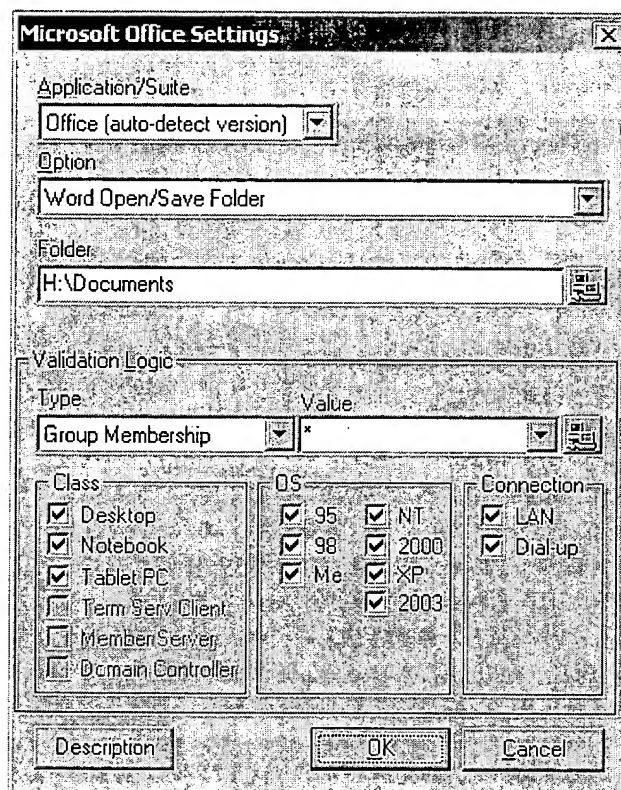 Microsoft Office Settings
Application/Suite
Office (auto-detect version)
Option
Word Open/Save Folder
Folder
H:\Documents
Validation Logic
Type Value
Group Membership *
Class OS Connection
Desktop 95 NT LAN
Notebook 98 2000 Dial-up
Tablet PC Me XP
Term Serv Client 2003
Member Server
Domain Controller
Description OK Cancel